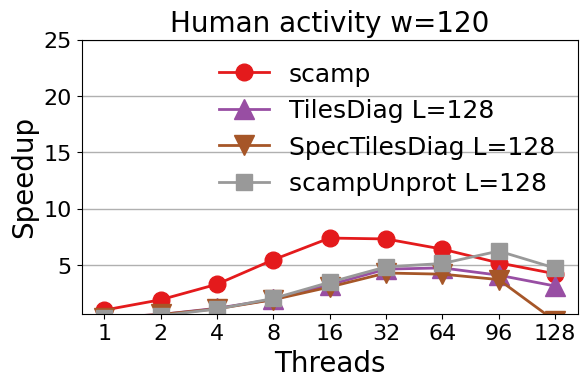 Human activity w=120
25
20
15
10
5
Speedup
scamp
TilesDiag L=128
SpecTilesDiag L=128
scampUnprot L=128
1 2 4 8 16 32 64 96 128
Threads